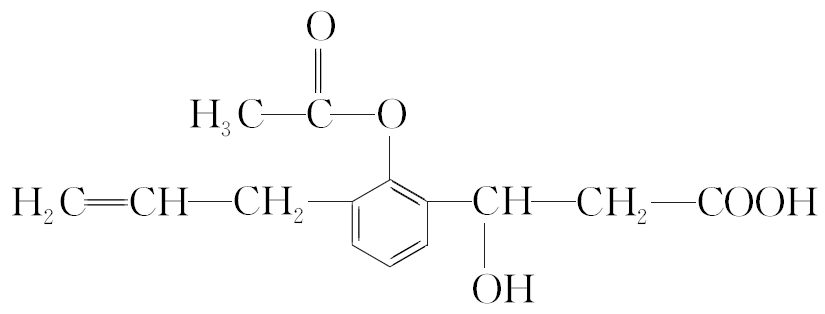 O
H₃C—C—O
H₂C=CH—CH₂ CH—CH₂—COOH
OH